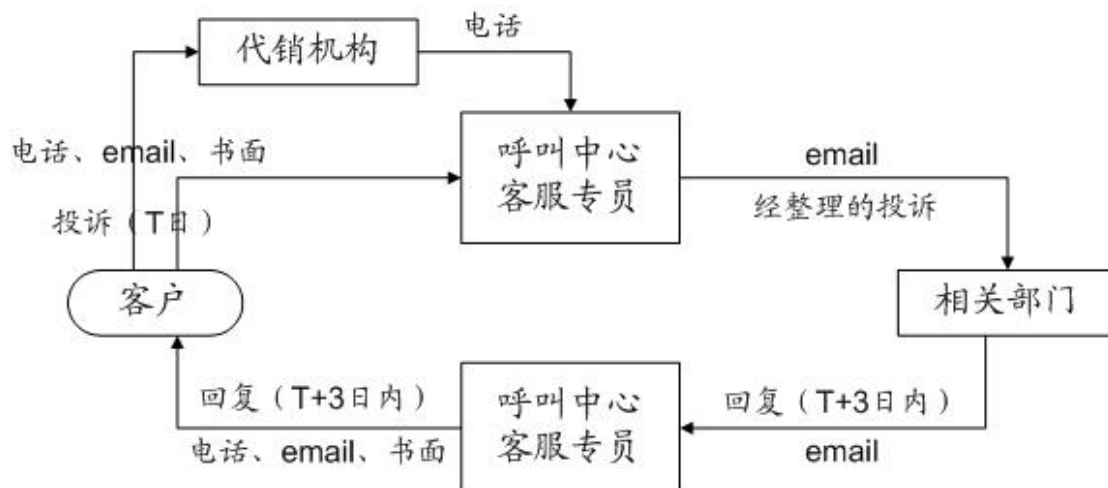 代销机构
电话
电话、email、书面
呼叫中心
客服专员
email
经整理的投诉
投诉（T日）
客户
相关部门
回复（T+3日内）
电话、email、书面
呼叫中心
客服专员
回复（T+3日内）
email